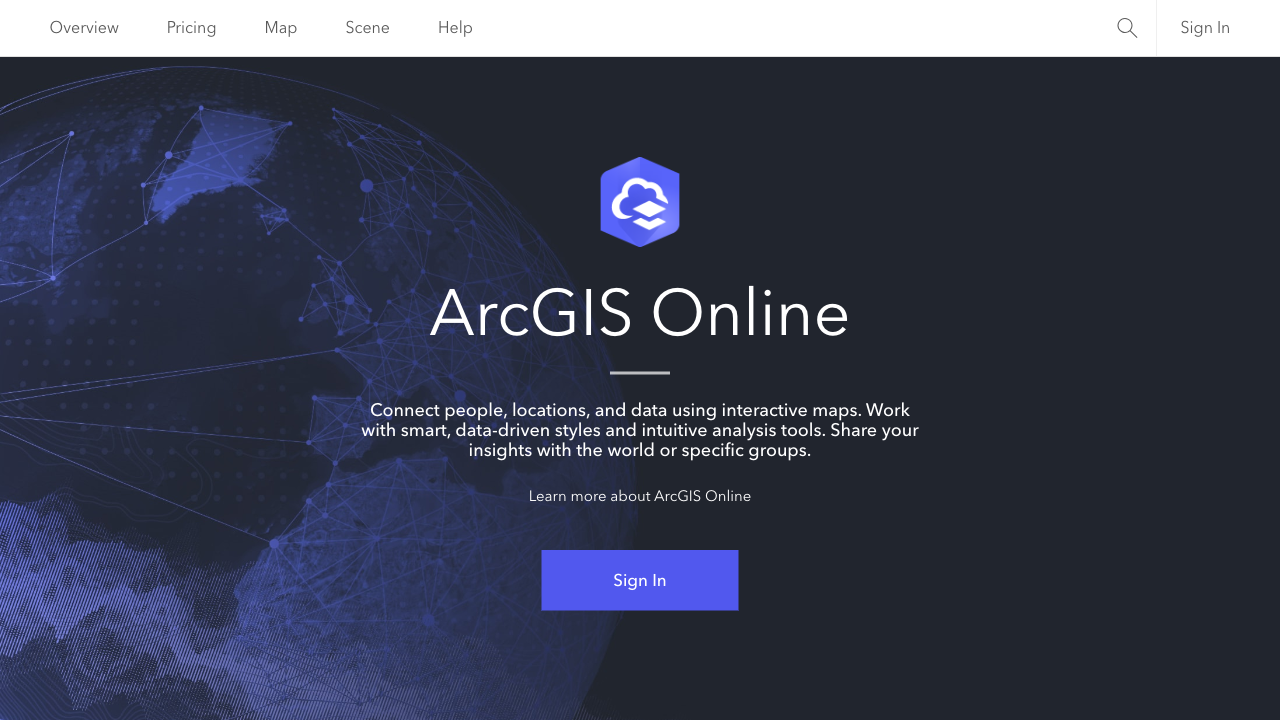 Overview
Pricing
Map
Scene
Help
Sign In
ArcGIS Online
Connect people, locations, and data using interactive maps. Work
with smart, data-driven styles and intuitive analysis tools. Share your
insights with the world or specific groups.
Learn more about ArcGIS Online
Sign In